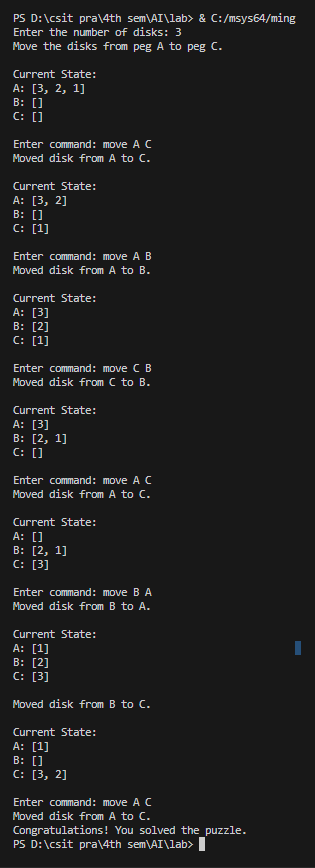 PS D:\csit pra\4th sem\AI\lab> & C:/msys64/ming
Enter the number of disks: 3
Move the disks from peg A to peg C.
Current State:
A: [3, 2, 1]
B: []
C: []
Enter command: move A C
Moved disk from A to C.
Current State:
A: [3, 2]
B: []
C: [1]
Enter command: move A B
Moved disk from A to B.
Current State:
A: [3]
B: [2]
C: [1]
Enter command: move C B
Moved disk from C to B.
Current State:
A: [3]
B: [2, 1]
C: []
Enter command: move A C
Moved disk from A to C.
Current State:
A: []
B: [2, 1]
C: [3]
Enter command: move B A
Moved disk from B to A.
Current State:
A: [1]
B: [2]
C: [3]
Moved disk from B to C.
Current State:
A: [1]
B: []
C: [3, 2]
Enter command: move A C
Moved disk from A to C.
Congratulations! You solved the puzzle.
PS D:\csit pra\4th sem\AI\lab>